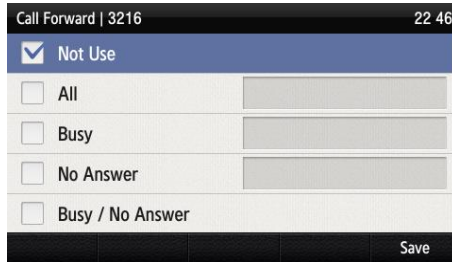 Call Forward | 3216 22 46
Not Use
All
Busy
No Answer
Busy / No Answer
Save